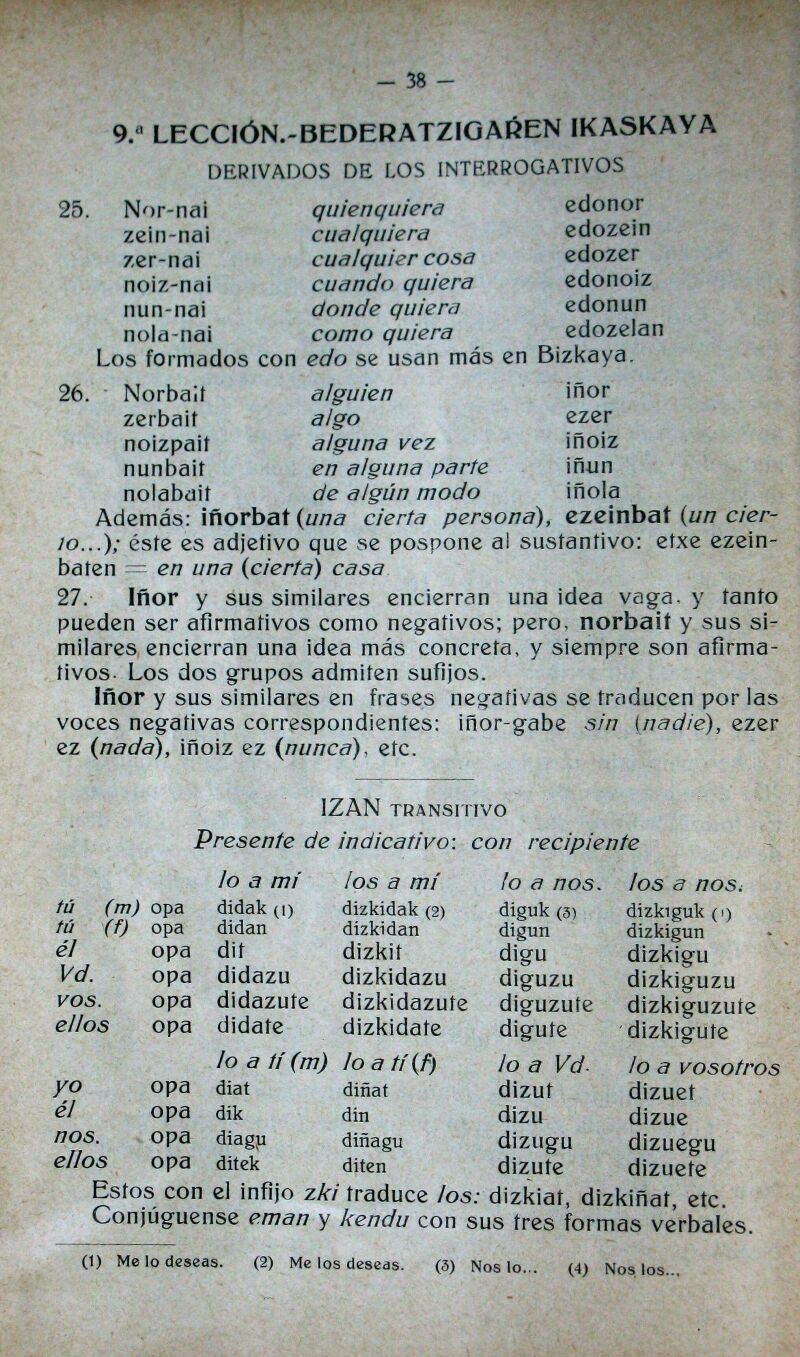 — 38 —
9.ª LECCIÓN.-BEDERATZIGAŔEN IKASKAYA
DERIVADOS DE LOS INTERROGATIVOS
25. Nor-nai quienquiera edonor
zein-nai cualquiera edozein
zer-nai cualquier cosa edozer
noiz-nai cuando quiera edonoiz
nun-nai donde quiera edonun
nola-nai como quiera edozelan
Los formados con edo se usan más en Bizkaya.
26. Norbait alguien iñor
zerbait algo ezer
noizpait alguna vez iñoiz
nunbait en alguna parte iñun
nolabait de algún modo iñola
Además: iñorbat (una cierta persona), ezeinbat (un cier-
to...); éste es adjetivo que se pospone al sustantivo: etxe ezein-
baten = en una (cierta) casa
27. Iñor y sus similares encierran una idea vaga. y tanto
pueden ser afirmativos como negativos; pero, norbait y sus si-
milares, encierran una idea más concreta, y siempre son afirma-
tivos. Los dos grupos admiten sufijos.
Iñor y sus similares en frases negativas se traducen por las
voces negativas correspondientes: iñor-gabe sin (nadie), ezer
ez (nada), iñoiz ez (nunca), etc.
IZAN TRANSITIVO
Presente de indicativo: con recipiente
lo a mí los a mí lo a nos. los a nos.
tú (m) opa didak (1) dizkidak (2) diguk (3) dizkiguk
tú (f) opa didan dizkidan digun dizkigun
él opa dit dizkit digu dizkigu
Vd. opa didazu dizkidazu diguzu dizkiguzu
vos. opa didazute dizkidazute diguzute dizkiguzute
ellos opa didate dizkidate digute dizkigute
lo a tí (m) lo a tí (f) lo a Vd. lo a vosotros
yo opa diat diñat dizut dizuet
él opa dik din dizu dizue
nos. opa diagu diñagu dizugu dizuegu
ellos opa ditek diten dizute dizuete
Estos con el infijo zki traduce los: dizkiat, dizkiñat, etc.
Conjúguense eman y kendu con sus tres formas verbales.
(1) Me lo deseas. (2) Me los deseas. (3) Nos lo... (4) Nos los...